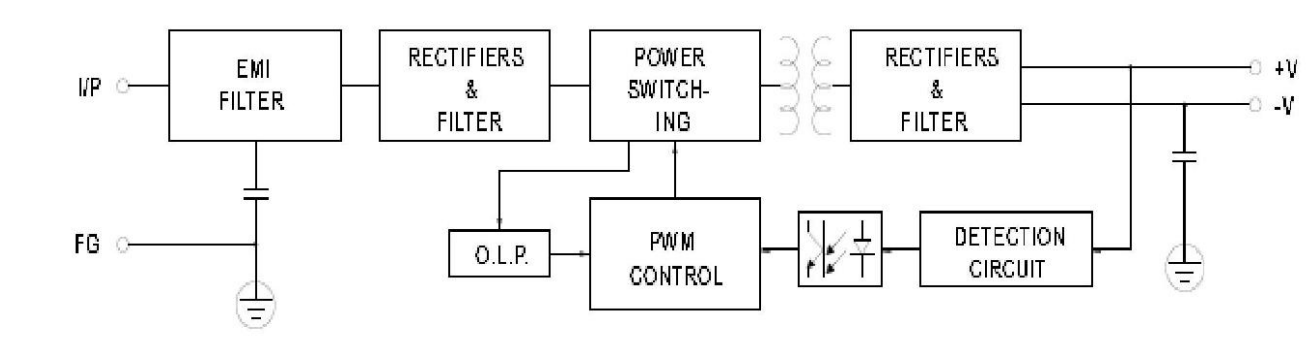 I/P
EMI
FILTER
RECTIFIERS
&
FILTER
POWER
SWITCH-
ING
RECTIFIERS
&
FILTER
+V
-V
FG
O.L.P.
PWM
CONTROL
DETECTION
CIRCUIT